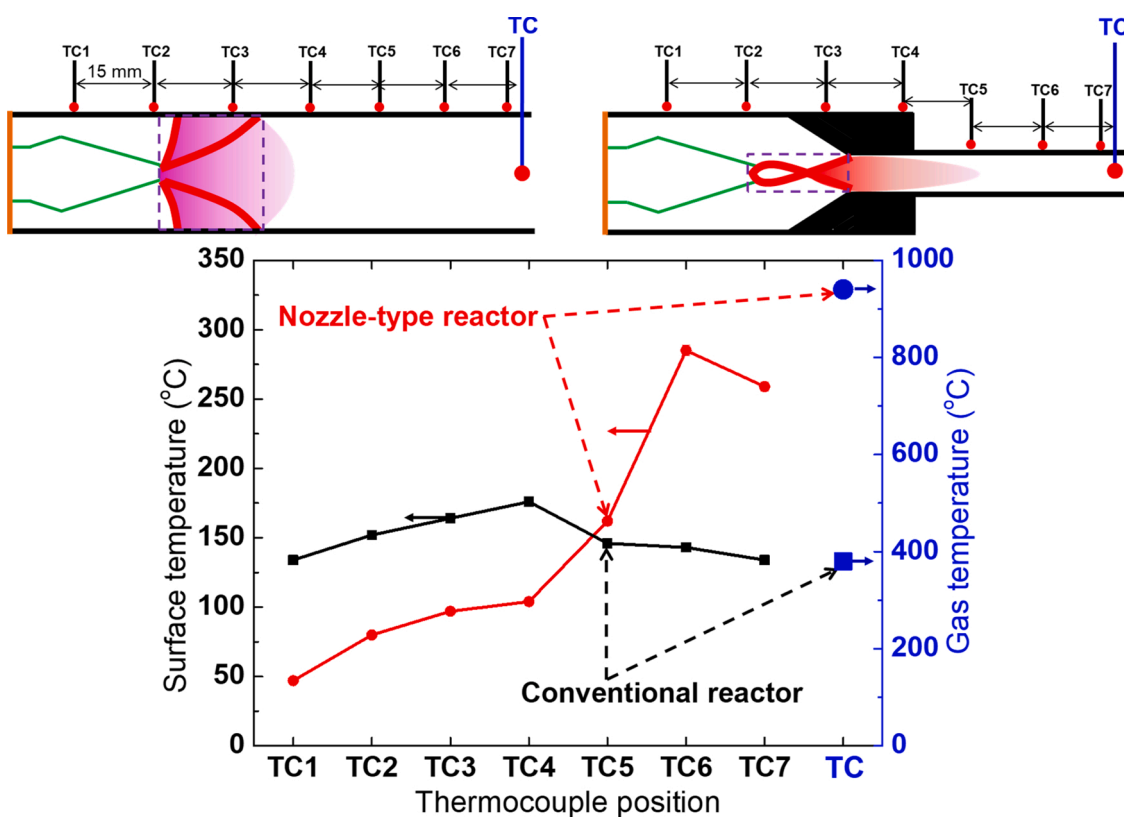 TC
TC1 TC2 TC3 TC4 TC5 TC6 TC7
15 mm
TC
TC1 TC2 TC3 TC4
TC5 TC6 TC7
350
300
250
200
150
100
50
0
Surface temperature (°C)
1000
800
600
400
200
0
Gas temperature (°C)
Nozzle-type reactor
Conventional reactor
TC1 TC2 TC3 TC4 TC5 TC6 TC7 TC
Thermocouple position